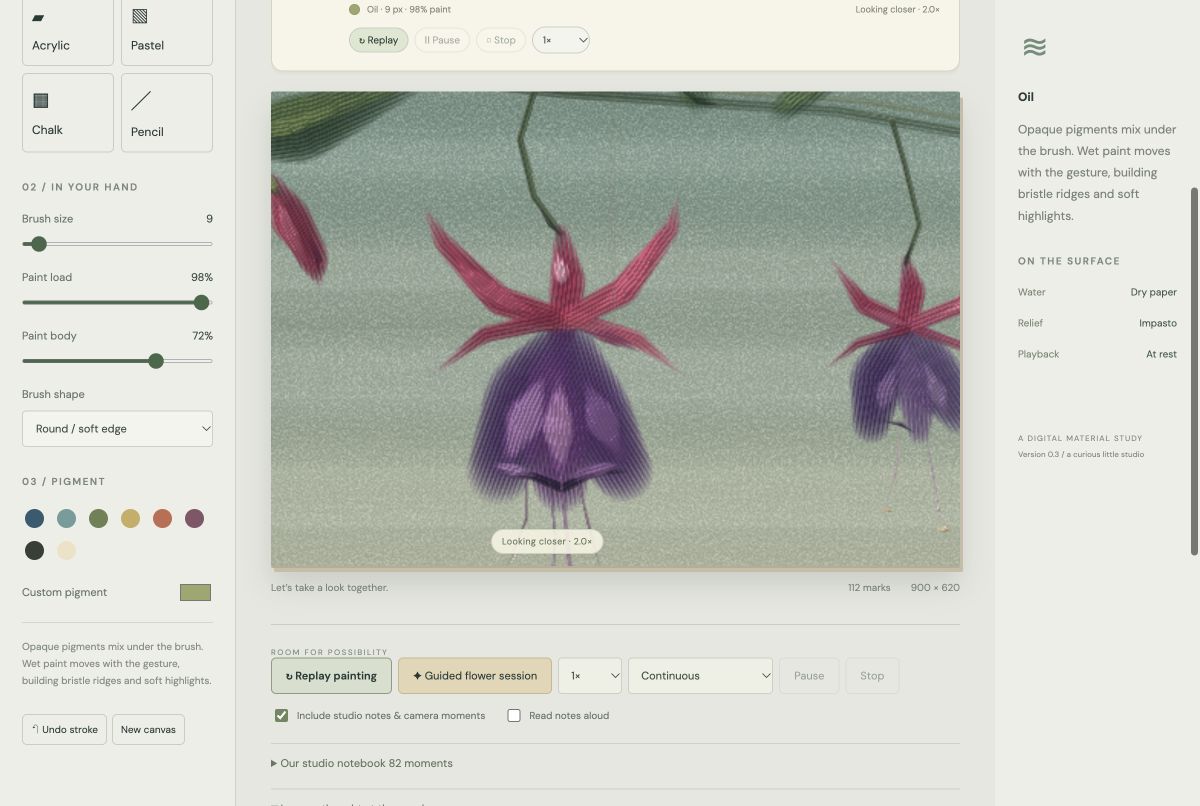 Acrylic
Pastel
Chalk
Pencil
02 / IN YOUR HAND
Brush size 9
Paint load 98%
Paint body 72%
Brush shape
Round / soft edge
03 / PIGMENT
Custom pigment
Opaque pigments mix under the brush.
Wet paint moves with the gesture,
building bristle ridges and soft highlights.
Undo stroke
New canvas
Oil · 9 px · 98% paint
Looking closer · 2.0×
↻ Replay
II Pause
Stop
1×
Looking closer · 2.0×
Let's take a look together.
112 marks
900 × 620
ROOM FOR POSSIBILITY
↻ Replay painting
✦ Guided flower session
1×
Continuous
Pause
Stop
Include studio notes & camera moments
Read notes aloud
Our studio notebook 82 moments
Oil
Opaque pigments mix under
the brush. Wet paint moves
with the gesture, building
bristle ridges and soft
highlights.
ON THE SURFACE
Water Dry paper
Relief Impasto
Playback At rest
A DIGITAL MATERIAL STUDY
Version 0.3 / a curious little studio